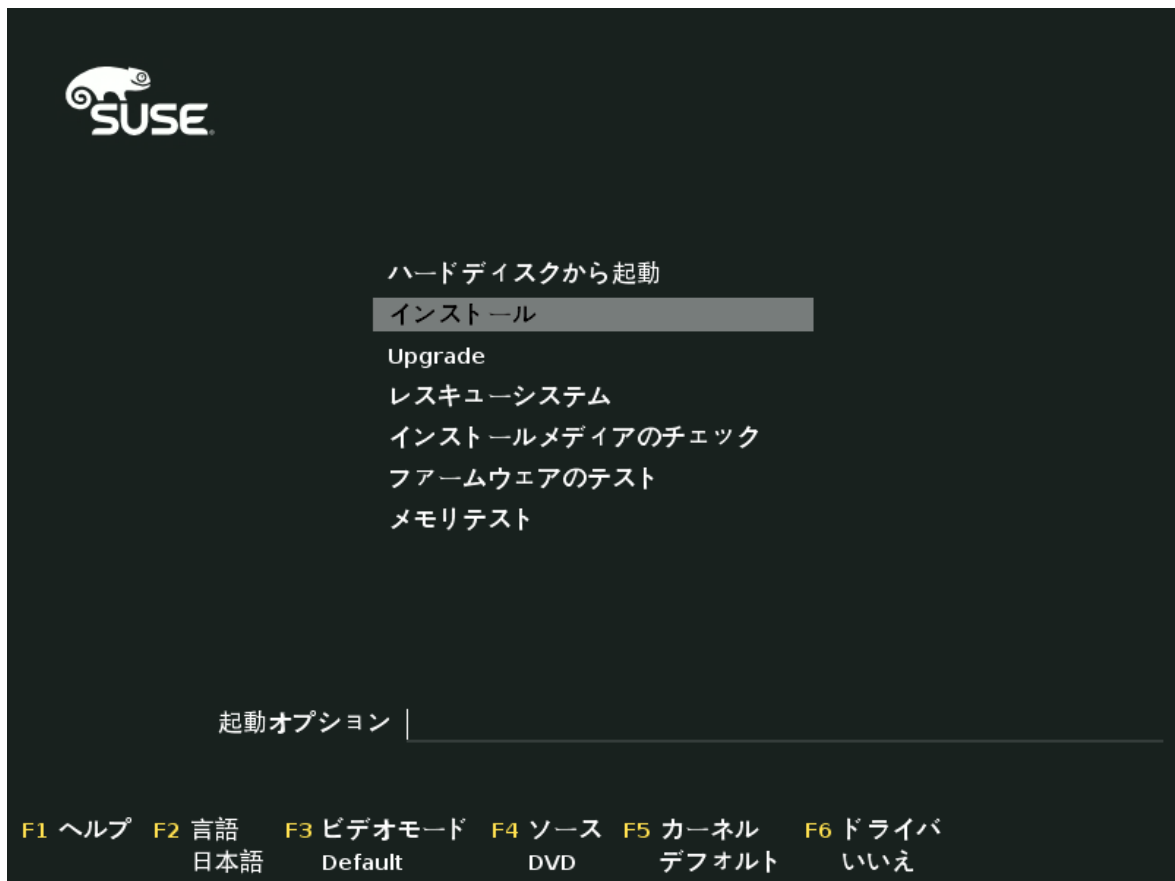 SUSE
ハードディスクから起動
インストール
Upgrade
レスキューシステム
インストールメディアのチェック
ファームウェアのテスト
メモリテスト
起動オプション
F1 ヘルプ F2 言語 F3 ビデオモード F4 ソース F5 カーネル F6 ドライバ
日本語 Default DVD デフォルト いいえ